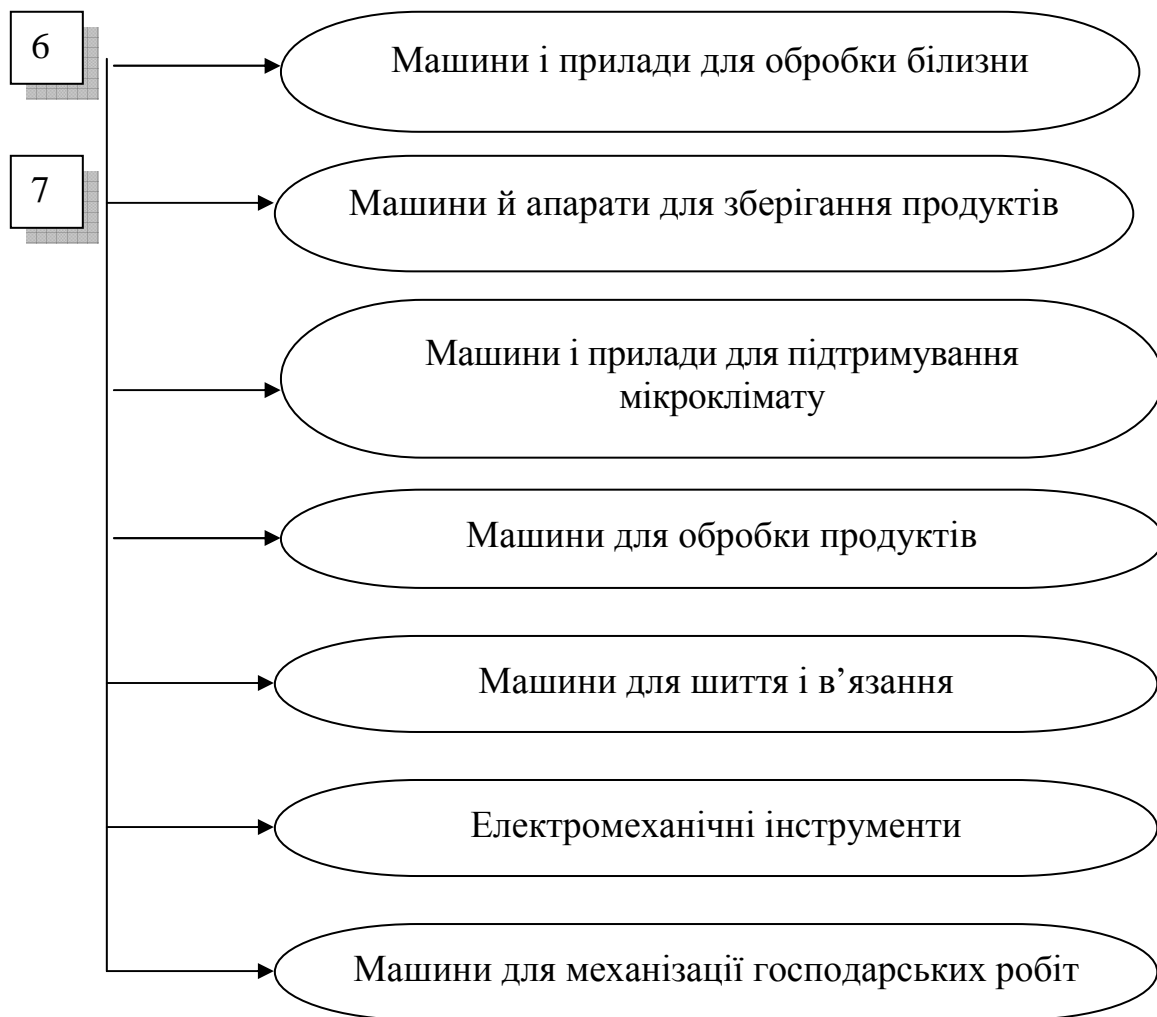 6
Машини і прилади для обробки білизни
7
Машини й апарати для зберігання продуктів
Машини і прилади для підтримування
мікроклімату
Машини для обробки продуктів
Машини для шиття і в’язання
Електромеханічні інструменти
Машини для механізації господарських робіт